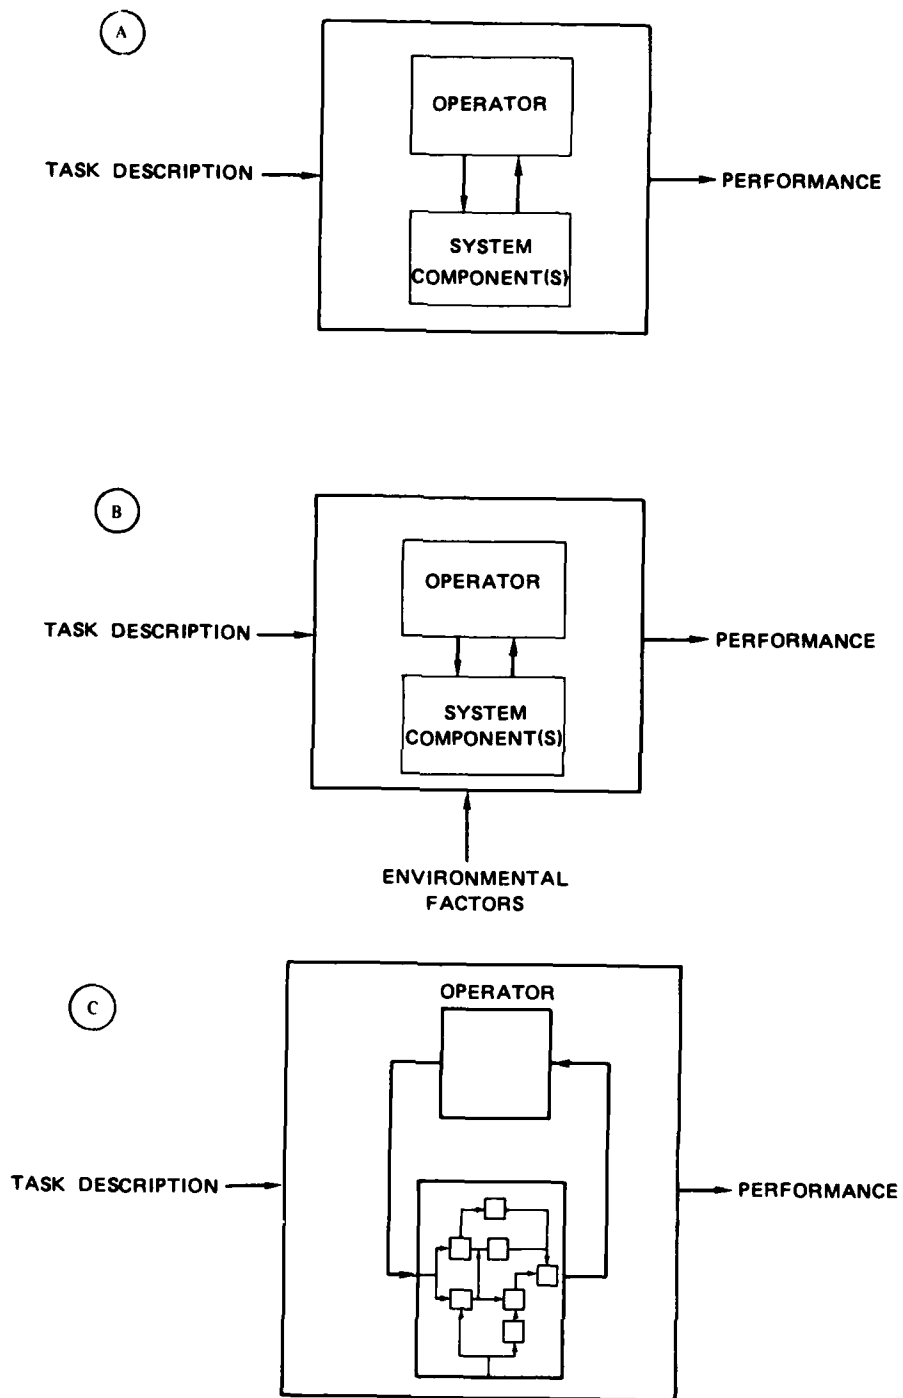 A
OPERATOR
TASK DESCRIPTION
PERFORMANCE
SYSTEM
COMPONENT(S)
B
OPERATOR
TASK DESCRIPTION
PERFORMANCE
SYSTEM
COMPONENT(S)
ENVIRONMENTAL
FACTORS
C
OPERATOR
TASK DESCRIPTION
PERFORMANCE